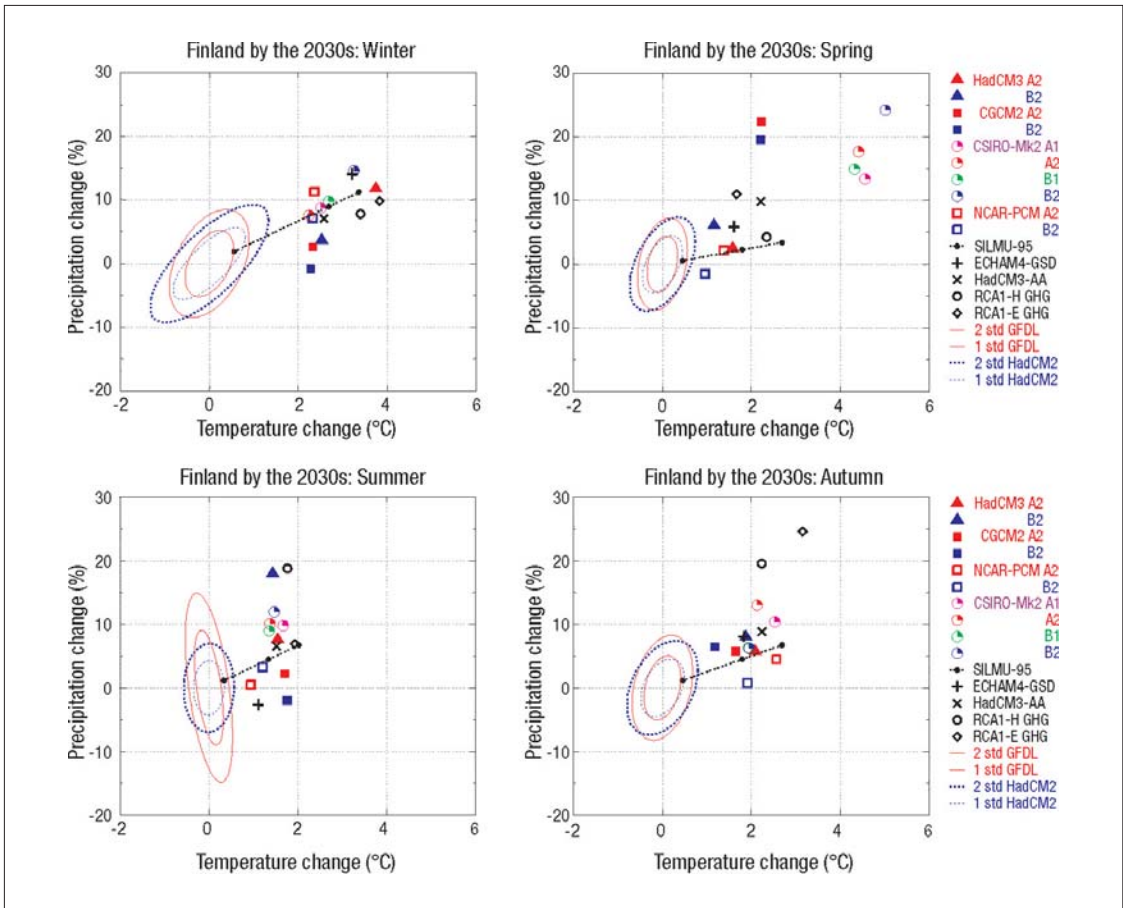 Finland by the 2030s: Winter
30
20
10
0
-10
-20
-2
0
2
4
6
Precipitation change (%)
Temperature change (°C)
Finland by the 2030s: Spring
30
20
10
0
-10
-20
-2
0
2
4
6
Precipitation change (%)
Temperature change (°C)
HadCM3 A2
B2
CGCM2 A2
B2
CSIRO-Mk2 A1
A2
B1
B2
NCAR-PCM A2
B2
SILMU-95
ECHAM4-GSD
HadCM3-AA
RCA1-H GHG
RCA1-E GHG
2 std GFDL
1 std GFDL
2 std HadCM2
1 std HadCM2
Finland by the 2030s: Summer
30
20
10
0
-10
-20
-2
0
2
4
6
Precipitation change (%)
Temperature change (°C)
Finland by the 2030s: Autumn
30
20
10
0
-10
-20
-2
0
2
4
6
Precipitation change (%)
Temperature change (°C)
HadCM3 A2
B2
CGCM2 A2
B2
NCAR-PCM A2
B2
CSIRO-Mk2 A1
A2
B1
B2
SILMU-95
ECHAM4-GSD
HadCM3-AA
RCA1-H GHG
RCA1-E GHG
2 std GFDL
1 std GFDL
2 std HadCM2
1 std HadCM2